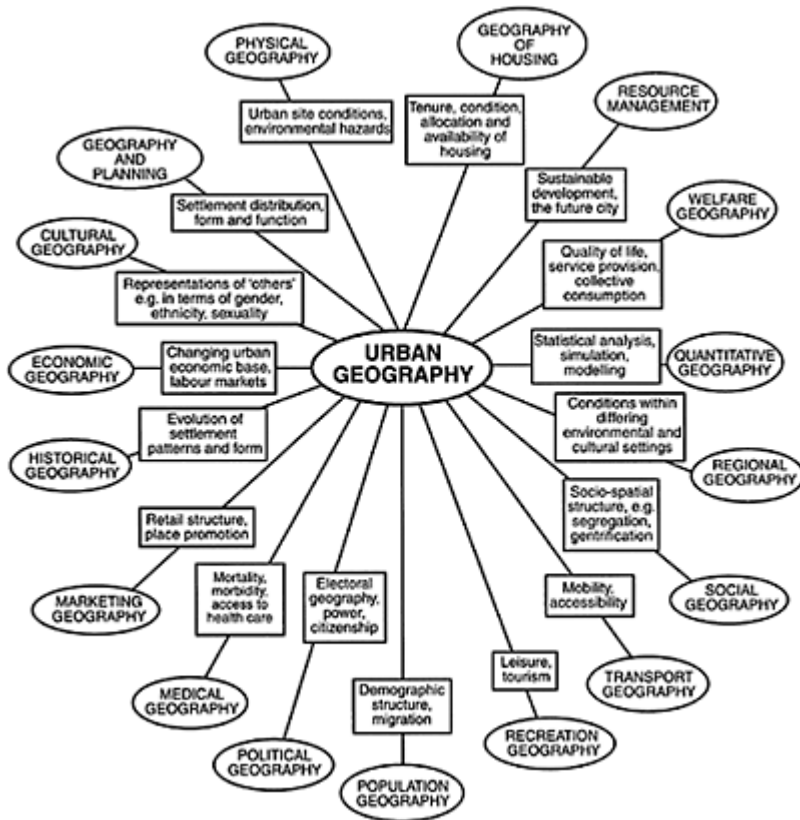 PHYSICAL
GEOGRAPHY
Urban site conditions,
environmental hazards
GEOGRAPHY
OF
HOUSING
Tenure, condition,
allocation and
availability of
housing
RESOURCE
MANAGEMENT
Sustainable
development,
the future city
GEOGRAPHY
AND
PLANNING
Settlement distribution,
form and function
WELFARE
GEOGRAPHY
Quality of life,
service provision,
collective
consumption
CULTURAL
GEOGRAPHY
Representations of 'others'
e.g. in terms of gender,
ethnicity, sexuality
URBAN
GEOGRAPHY
Statistical analysis,
simulation,
modelling
QUANTITATIVE
GEOGRAPHY
ECONOMIC
GEOGRAPHY
Changing urban
economic base,
labour markets
Conditions within
differing
environmental and
cultural settings
REGIONAL
GEOGRAPHY
HISTORICAL
GEOGRAPHY
Evolution of
settlement
patterns and form
Socio-spatial
structure, e.g.
segregation,
gentrification
SOCIAL
GEOGRAPHY
Retail structure,
place promotion
MARKETING
GEOGRAPHY
Mortality,
morbidity,
access to
health care
MEDICAL
GEOGRAPHY
Electoral
geography,
power,
citizenship
POLITICAL
GEOGRAPHY
Demographic
structure,
migration
POPULATION
GEOGRAPHY
Leisure,
tourism
RECREATION
GEOGRAPHY
Mobility,
accessibility
TRANSPORT
GEOGRAPHY